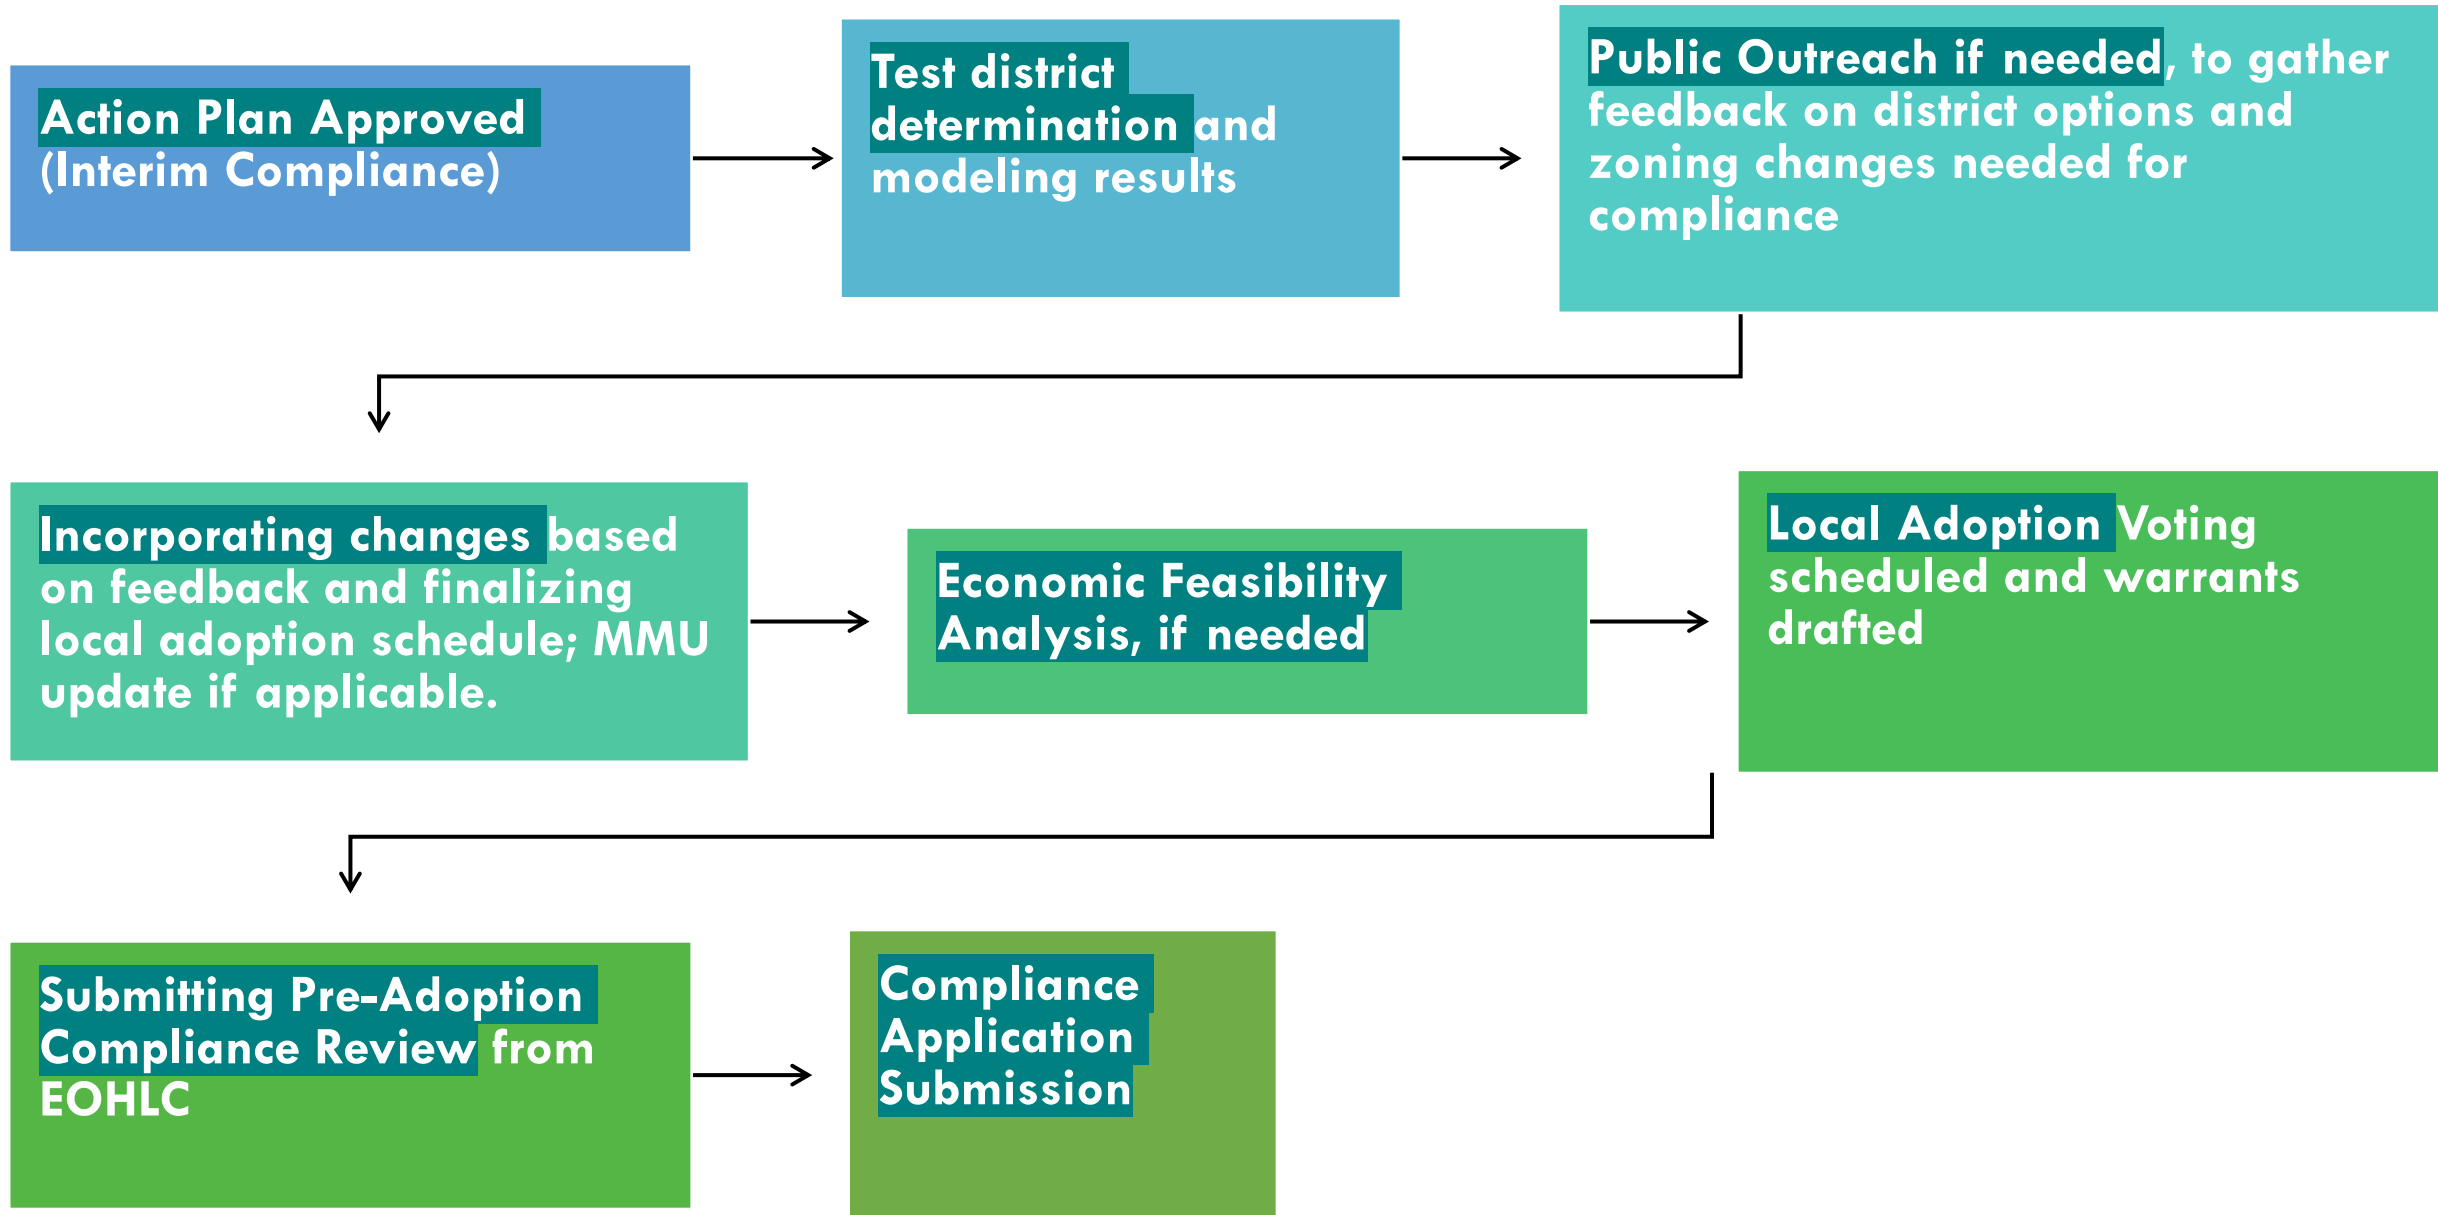 Action Plan Approved
(Interim Compliance)
Test district
determination and
modeling results
Public Outreach if needed, to gather
feedback on district options and
zoning changes needed for
compliance
Incorporating changes based
on feedback and finalizing
local adoption schedule; MMU
update if applicable.
Economic Feasibility
Analysis, if needed
Local Adoption Voting
scheduled and warrants
drafted
Submitting Pre-Adoption
Compliance Review from
EOHLC
Compliance
Application
Submission